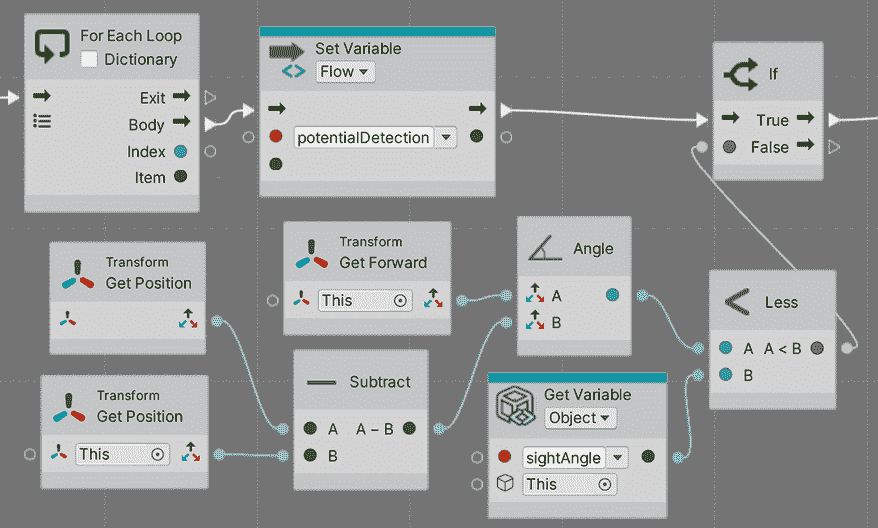 For Each Loop
Dictionary
Exit
Body
Index
Item
Set Variable
Flow
potentialDetection
If
True
False
Transform
Get Position
Transform
Get Forward
This
Angle
A
B
Less
A A < B
B
Transform
Get Position
This
Subtract
A A – B
B
Get Variable
Object
sightAngle
This